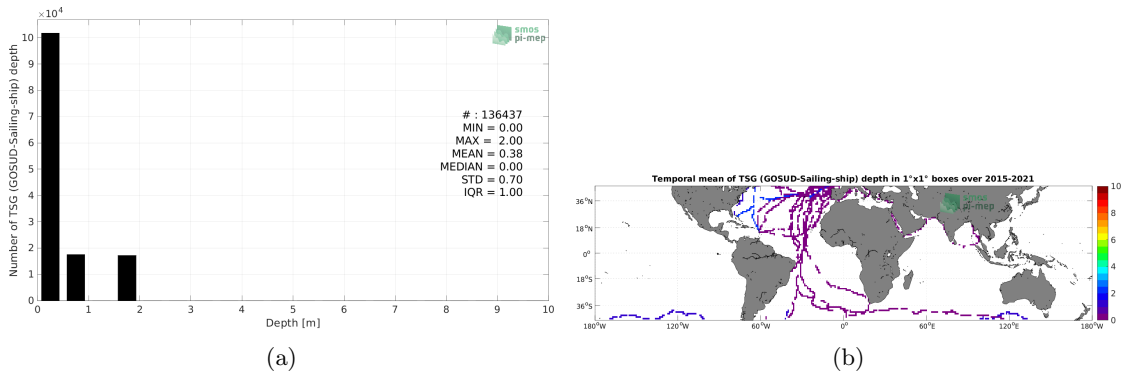 ×10⁴
smos
pi-mep
10
9
8
7
6
5
4
3
2
1
0
Number of TSG (GOSUD-Sailing-ship) depth
# : 136437
MIN = 0.00
MAX = 2.00
MEAN = 0.38
MEDIAN = 0.00
STD = 0.70
IQR = 1.00
0 1 2 3 4 5 6 7 8 9 10
Depth [m]
(a)
Temporal mean of TSG (GOSUD-Sailing-ship) depth in 1°x1° boxes over 2015-2021
smos
pi-mep
36°N
18°N
0°
18°S
36°S
180°W 120°W 60°W 0° 60°E 120°E 180°W
10
8
6
4
2
0
(b)